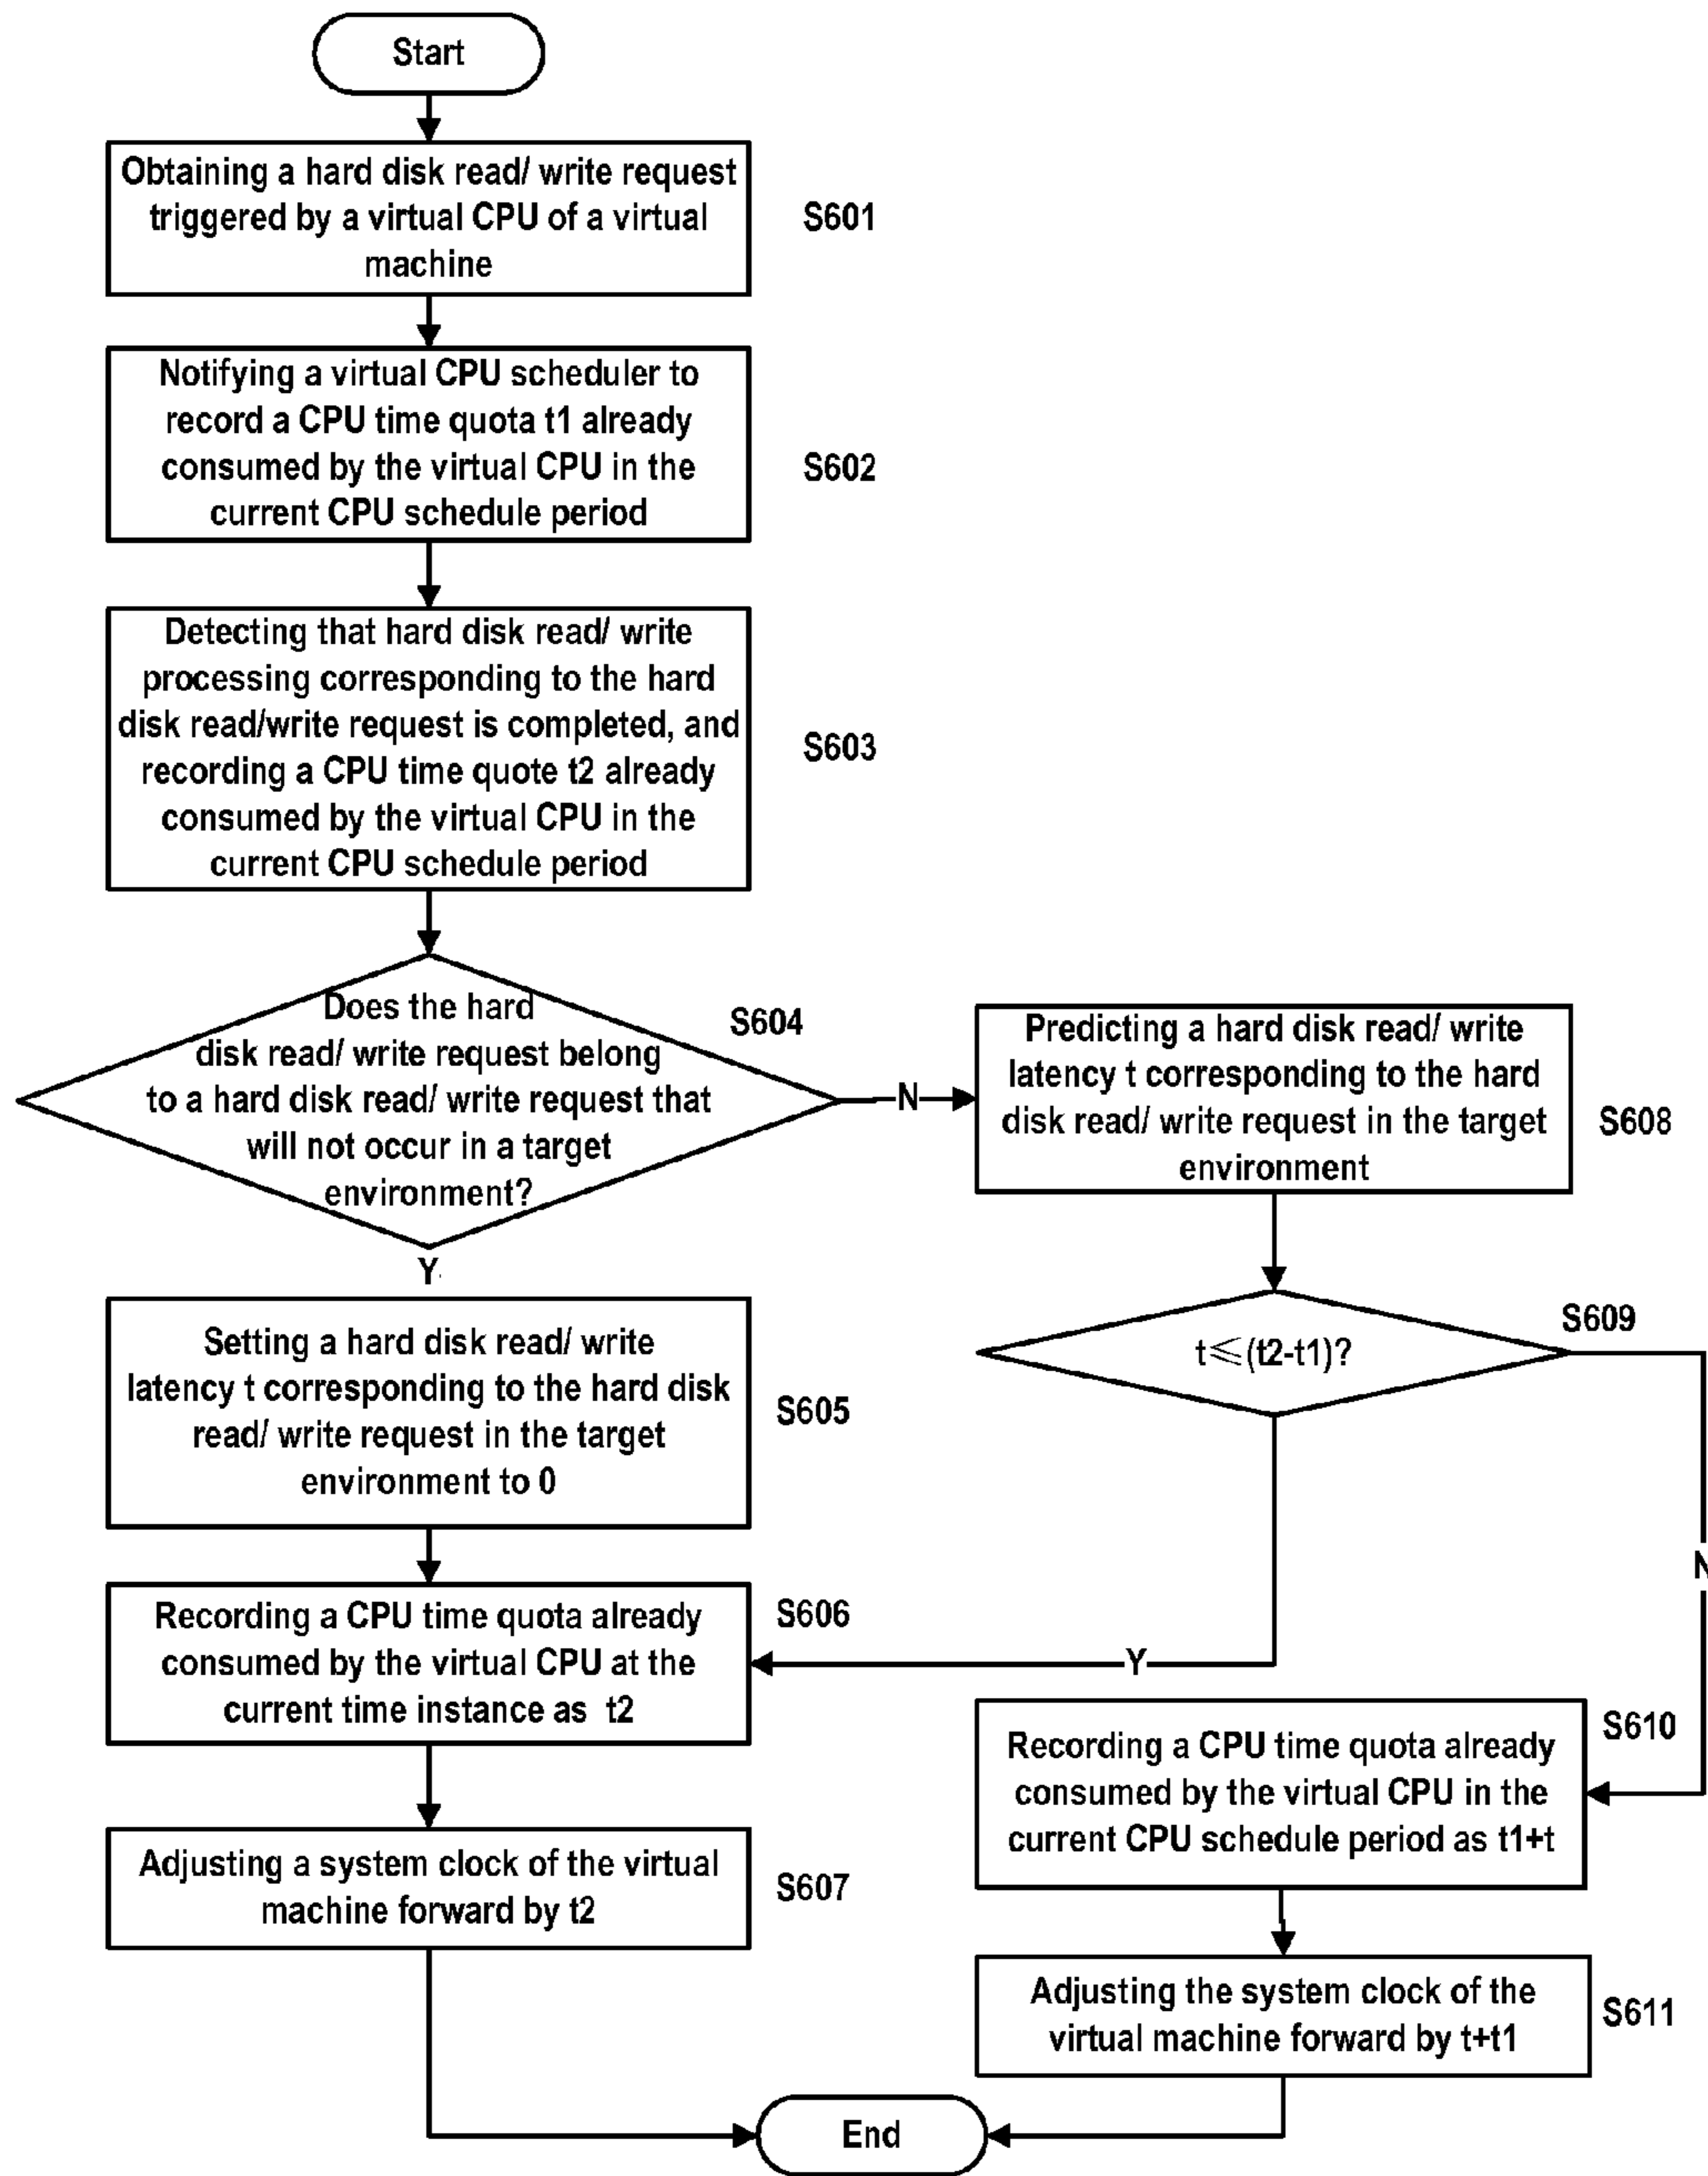 Start
Obtaining a hard disk read/ write request
triggered by a virtual CPU of a virtual
machine
S601
Notifying a virtual CPU scheduler to
record a CPU time quota t1 already
consumed by the virtual CPU in the
current CPU schedule period
S602
Detecting that hard disk read/ write
processing corresponding to the hard
disk read/write request is completed, and
recording a CPU time quote t2 already
consumed by the virtual CPU in the
current CPU schedule period
S603
Does the hard
disk read/ write request belong
to a hard disk read/ write request that
will not occur in a target
environment?
S604
N
Y
Setting a hard disk read/ write
latency t corresponding to the hard disk
read/ write request in the target
environment to 0
S605
Recording a CPU time quota already
consumed by the virtual CPU at the
current time instance as t2
S606
Adjusting a system clock of the virtual
machine forward by t2
S607
Predicting a hard disk read/ write
latency t corresponding to the hard
disk read/ write request in the target
environment
S608
t≤(t2-t1)?
S609
Y
N
Recording a CPU time quota already
consumed by the virtual CPU in the
current CPU schedule period as t1+t
S610
Adjusting the system clock of the
virtual machine forward by t+t1
S611
End